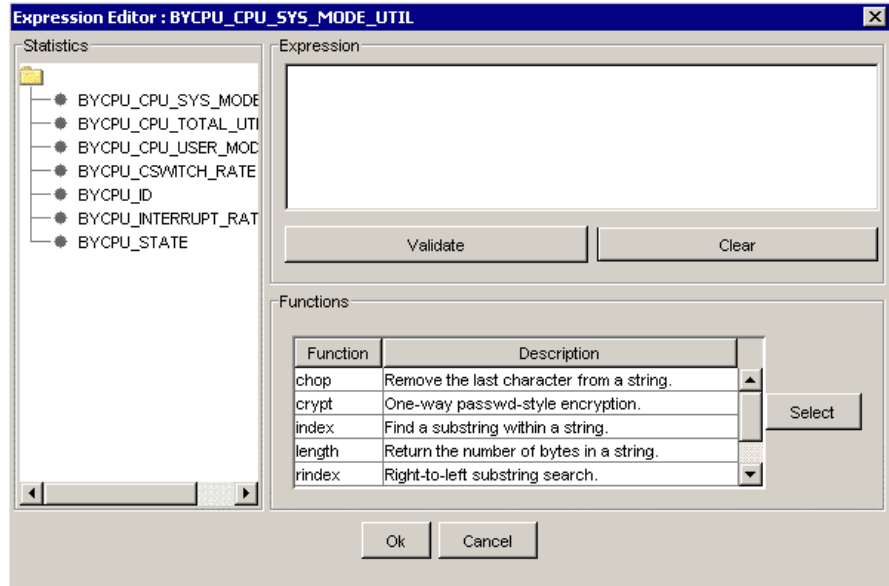 Expression Editor : BYCPU_CPU_SYS_MODE_UTIL
Statistics
BYCPU_CPU_SYS_MODE
BYCPU_CPU_TOTAL_UTI
BYCPU_CPU_USER_MOD
BYCPU_CSWITCH_RATE
BYCPU_ID
BYCPU_INTERRUPT_RAT
BYCPU_STATE
Expression
Validate Clear
Functions
Function Description
chop Remove the last character from a string.
crypt One-way passwd-style encryption.
index Find a substring within a string.
length Return the number of bytes in a string.
rindex Right-to-left substring search.
Select
Ok Cancel